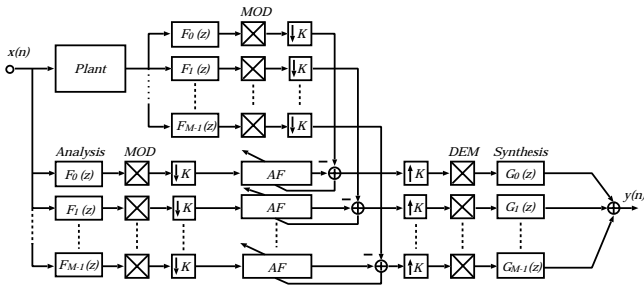 MOD
F0(z) K
x(n)
Plant F1(z) K
FM-1(z) K
Analysis MOD DEM Synthesis
F0(z) K AF K G0(z)
y(n)
F1(z) K AF K G1(z)
FM-1(z) K AF K GM-1(z)